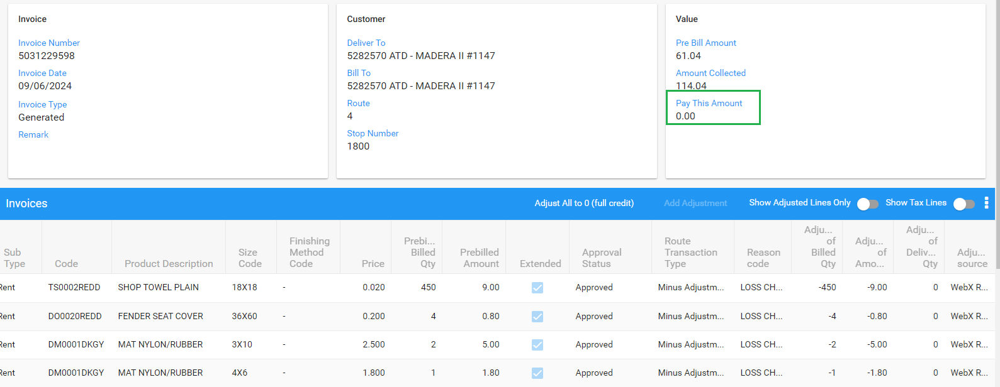 Invoice
Invoice Number
5031229598
Invoice Date
09/06/2024
Invoice Type
Generated
Remark
Customer
Deliver To
5282570 ATD - MADERA II #1147
Bill To
5282570 ATD - MADERA II #1147
Route
4
Stop Number
1800
Value
Pre Bill Amount
61.04
Amount Collected
114.04
Pay This Amount
0.00
Invoices Adjust All to 0 (full credit) Add Adjustment Show Adjusted Lines Only Show Tax Lines
Sub Type Code Product Description Size Code Finishing Method Code Price Prebi... Billed Qty Prebilled Amount Extended Approval Status Route Transaction Type Reason code Adju... of Billed Qty Adju... of Amo... Adju... of Deliv... Qty Adju... source
Rent TS0002REDD SHOP TOWEL PLAIN 18X18 - 0.020 450 9.00 Approved Minus Adjustm... LOSS CH... -450 -9.00 0 WebX R...
Rent DO0020REDD FENDER SEAT COVER 36X60 - 0.200 4 0.80 Approved Minus Adjustm... LOSS CH... -4 -0.80 0 WebX R...
Rent DM0001DKGY MAT NYLON/RUBBER 3X10 - 2.500 2 5.00 Approved Minus Adjustm... LOSS CH... -2 -5.00 0 WebX R...
Rent DM0001DKGY MAT NYLON/RUBBER 4X6 - 1.800 1 1.80 Approved Minus Adjustm... LOSS CH... -1 -1.80 0 WebX R...